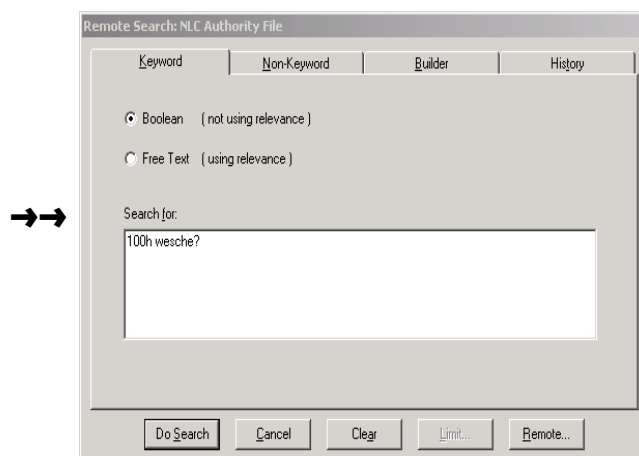 Remote Search: NLC Authority File
Keyword Non-Keyword Builder History
Boolean ( not using relevance )
Free Text ( using relevance )
Search for:
100h wesche?
Do Search Cancel Clear Limit... Remote...